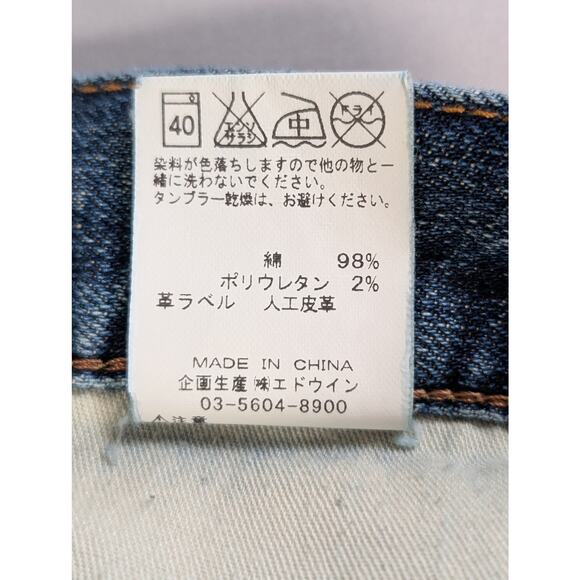 40 エンソ サラシ 中 ドライ
染料が色落ちしますので他の物と一
緒に洗わないでください。
タンブラー乾燥は、お避けください。
綿 98%
ポリウレタン 2%
革ラベル 人工皮革
MADE IN CHINA
企画生産 ㈱エドウイン
03-5604-8900